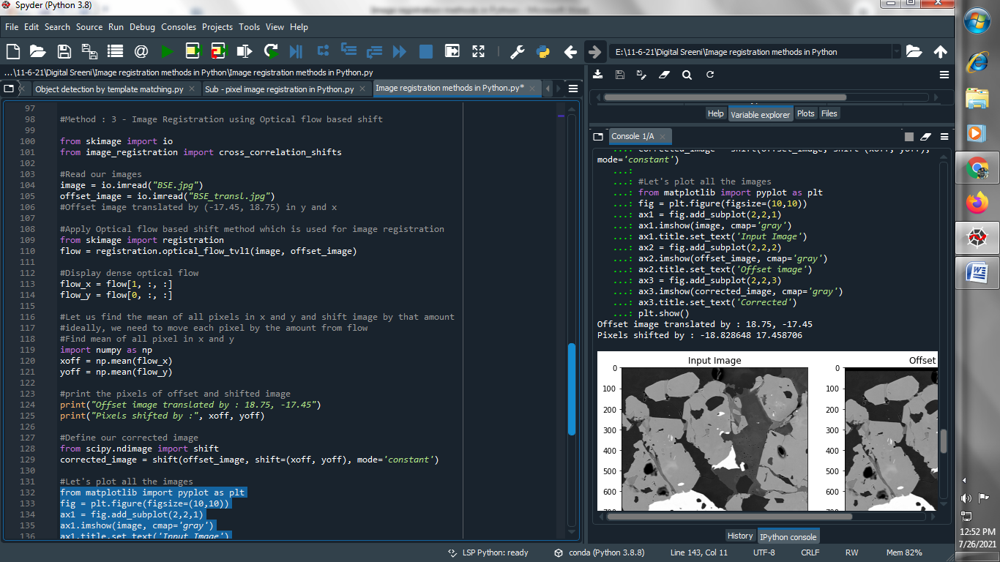 Spyder (Python 3.8)
File Edit Search Source Run Debug Consoles Projects Tools View Help
E:\11-6-21\Digital Sreeni\Image registration methods in Python
...\11-6-21\Digital Sreeni\Image registration methods in Python\Image registration methods in Python.py
Object detection by template matching.py Sub - pixel image registration in Python.py Image registration methods in Python.py*
97
98 #Method : 3 - Image Registration using Optical flow based shift
99
100 from skimage import io
101 from image_registration import cross_correlation_shifts
102
103 #Read our images
104 image = io.imread("BSE.jpg")
105 offset_image = io.imread("BSE_transl.jpg")
106 #Offset image translated by (-17.45, 18.75) in y and x
107
108 #Apply Optical flow based shift method which is used for image registration
109 from skimage import registration
110 flow = registration.optical_flow_tvl1(image, offset_image)
111
112 #Display dense optical flow
113 flow_x = flow[1, :, :]
114 flow_y = flow[0, :, :]
115
116 #Let us find the mean of all pixels in x and y and shift image by that amount
117 #ideally, we need to move each pixel by the amount from flow
118 #Find mean of all pixel in x and y
119 import numpy as np
120 xoff = np.mean(flow_x)
121 yoff = np.mean(flow_y)
122
123 #print the pixels of offset and shifted image
124 print("Offset image translated by : 18.75, -17.45")
125 print("Pixels shifted by :", xoff, yoff)
126
127 #Define our corrected image
128 from scipy.ndimage import shift
129 corrected_image = shift(offset_image, shift=(xoff, yoff), mode='constant')
130
131 #Let's plot all the images
132 from matplotlib import pyplot as plt
133 fig = plt.figure(figsize=(10,10))
134 ax1 = fig.add_subplot(2,2,1)
135 ax1.imshow(image, cmap='gray')
136 ax1.title.set_text('Input Image')
Help Variable explorer Plots Files
Console 1/A
...: corrected_image = shift(offset_image, shift=(xoff, yoff),
mode='constant')
...:
...: #Let's plot all the images
...: from matplotlib import pyplot as plt
...: fig = plt.figure(figsize=(10,10))
...: ax1 = fig.add_subplot(2,2,1)
...: ax1.imshow(image, cmap='gray')
...: ax1.title.set_text('Input Image')
...: ax2 = fig.add_subplot(2,2,2)
...: ax2.imshow(offset_image, cmap='gray')
...: ax2.title.set_text('Offset image')
...: ax3 = fig.add_subplot(2,2,3)
...: ax3.imshow(corrected_image, cmap='gray')
...: ax3.title.set_text('Corrected')
...: plt.show()
Offset image translated by : 18.75, -17.45
Pixels shifted by : -18.828648 17.458706
Input Image Offset
0 0
100 100
200 200
300 300
400 400
500 500
600 600
History IPython console
LSP Python: ready conda (Python 3.8.8) Line 143, Col 11 UTF-8 CRLF RW Mem 82%
12:52 PM
7/26/2021